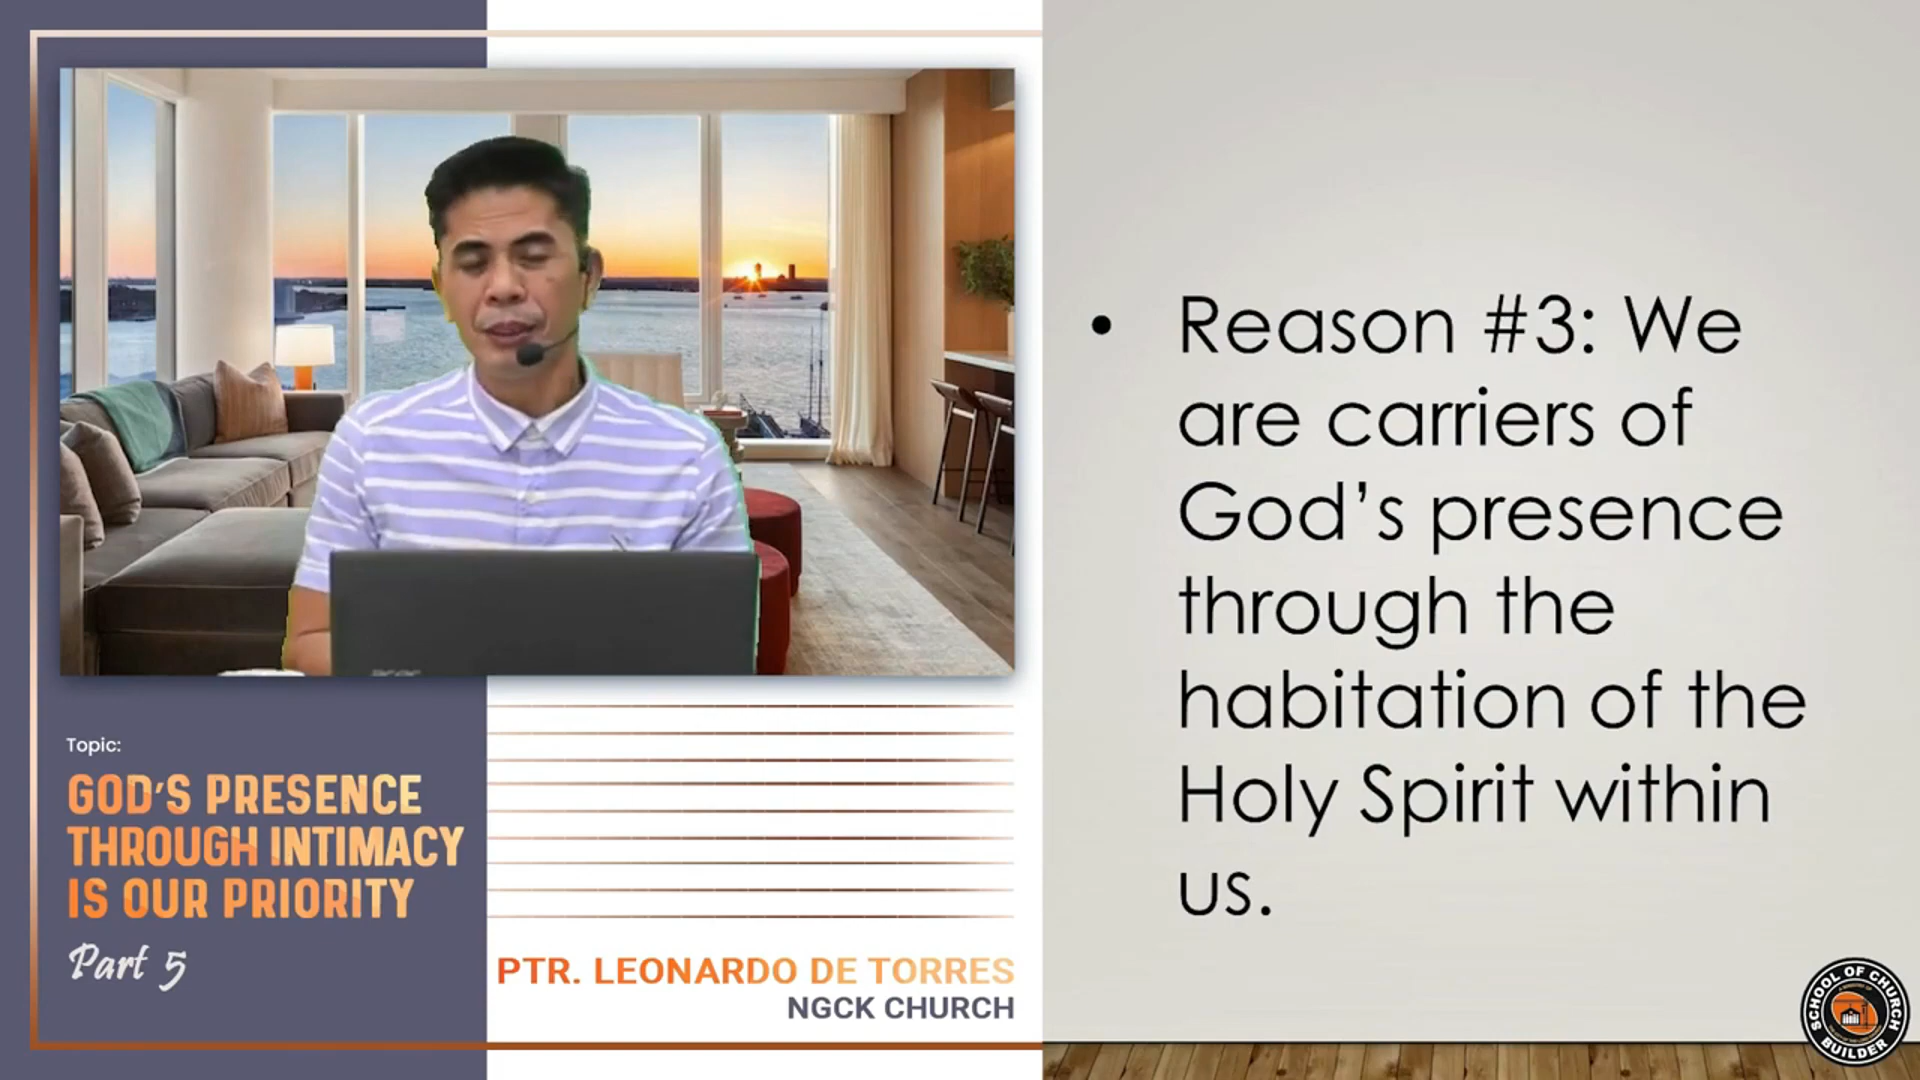 Topic:
GOD'S PRESENCE
THROUGH INTIMACY
IS OUR PRIORITY
Part 5
PTR. LEONARDO DE TORRES
NGCK CHURCH
• Reason #3: We
are carriers of
God’s presence
through the
habitation of the
Holy Spirit within
us.
SCHOOL OF CHURCH
BUILDER